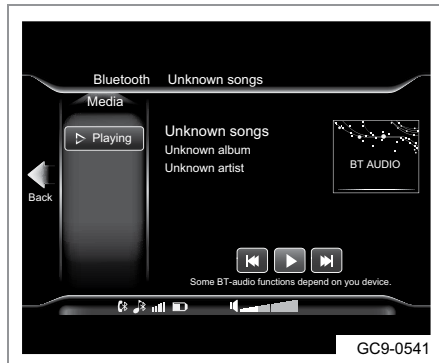 Bluetooth Unknown songs
Media
Playing
Unknown songs
Unknown album
Unknown artist
BT AUDIO
Back
Some BT-audio functions depend on you device.
GC9-0541